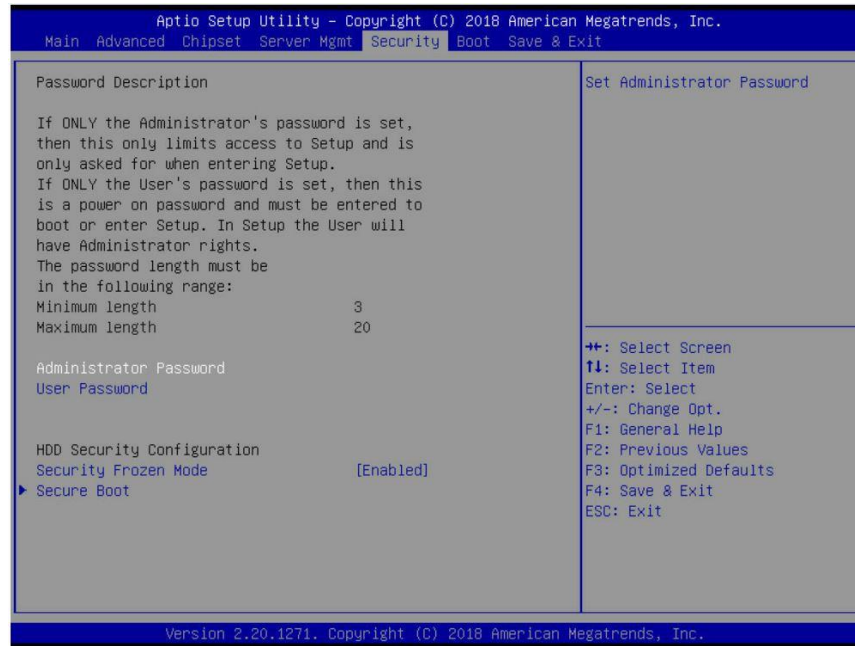 Aptio Setup Utility – Copyright (C) 2018 American Megatrends, Inc.
Main Advanced Chipset Server Mgmt Security Boot Save & Exit
Password Description
If ONLY the Administrator's password is set,
then this only limits access to Setup and is
only asked for when entering Setup.
If ONLY the User's password is set, then this
is a power on password and must be entered to
boot or enter Setup. In Setup the User will
have Administrator rights.
The password length must be
in the following range:
Minimum length 3
Maximum length 20
Administrator Password
User Password
HDD Security Configuration
Security Frozen Mode [Enabled]
Secure Boot
Set Administrator Password
→←: Select Screen
↑↓: Select Item
Enter: Select
+/-: Change Opt.
F1: General Help
F2: Previous Values
F3: Optimized Defaults
F4: Save & Exit
ESC: Exit
Version 2.20.1271. Copyright (C) 2018 American Megatrends, Inc.